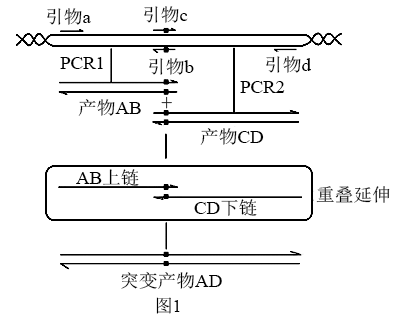 引物a 引物c
PCR1 引物b 引物d
PCR2
产物AB +
产物CD
AB上链
CD下链 重叠延伸
突变产物AD
图1